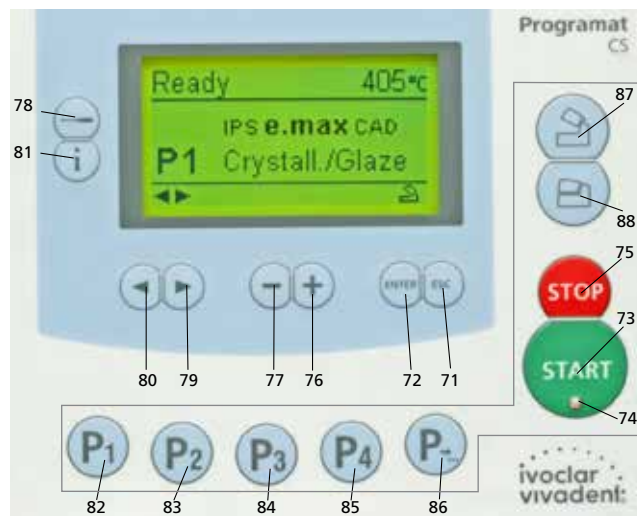 Programat
CS
Ready 405°C
IPS e.max CAD
P1 Crystall./Glaze
78
81
87
88
75
STOP
73
START
74
ENTER
ESC
80
79
77
76
72
71
P1
P2
P3
P4
P
82
83
84
85
86
ivoclar
vivadent: